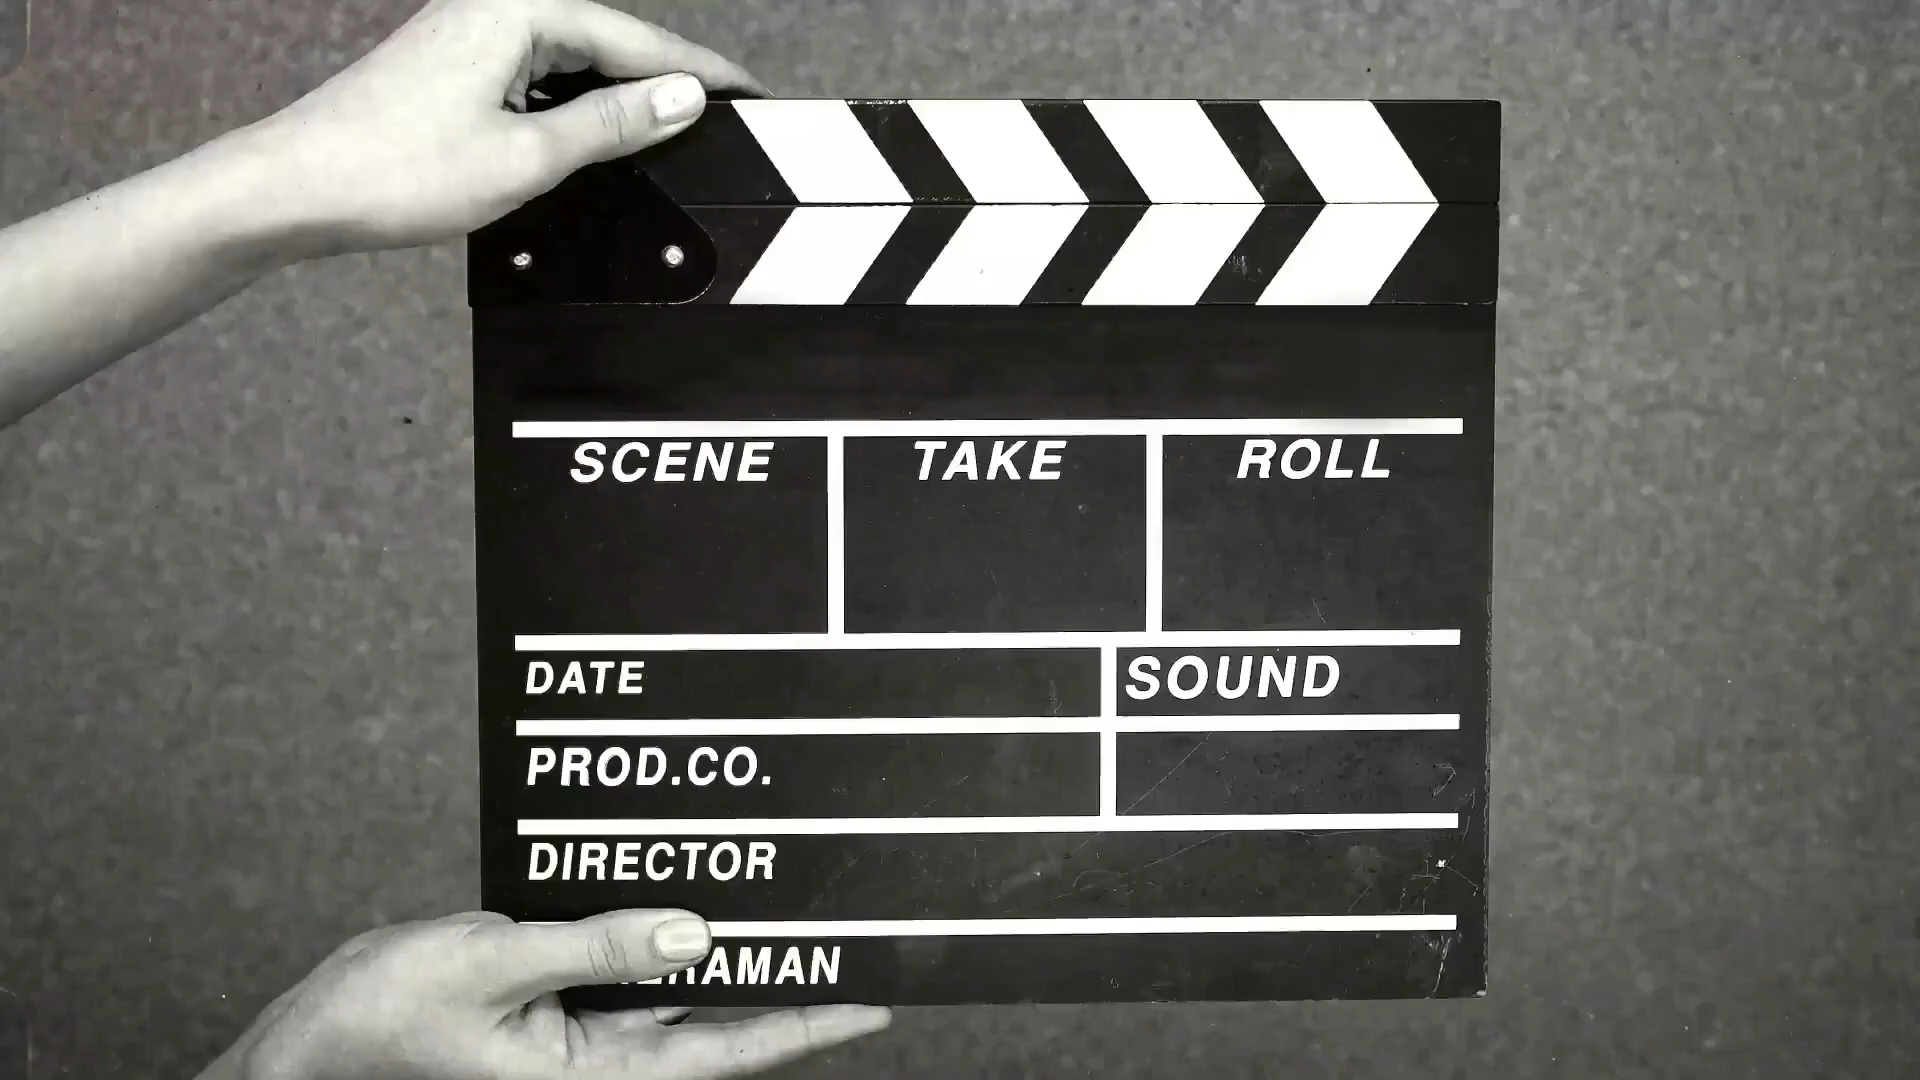 SCENE TAKE ROLL
DATE SOUND
PROD.CO.
DIRECTOR